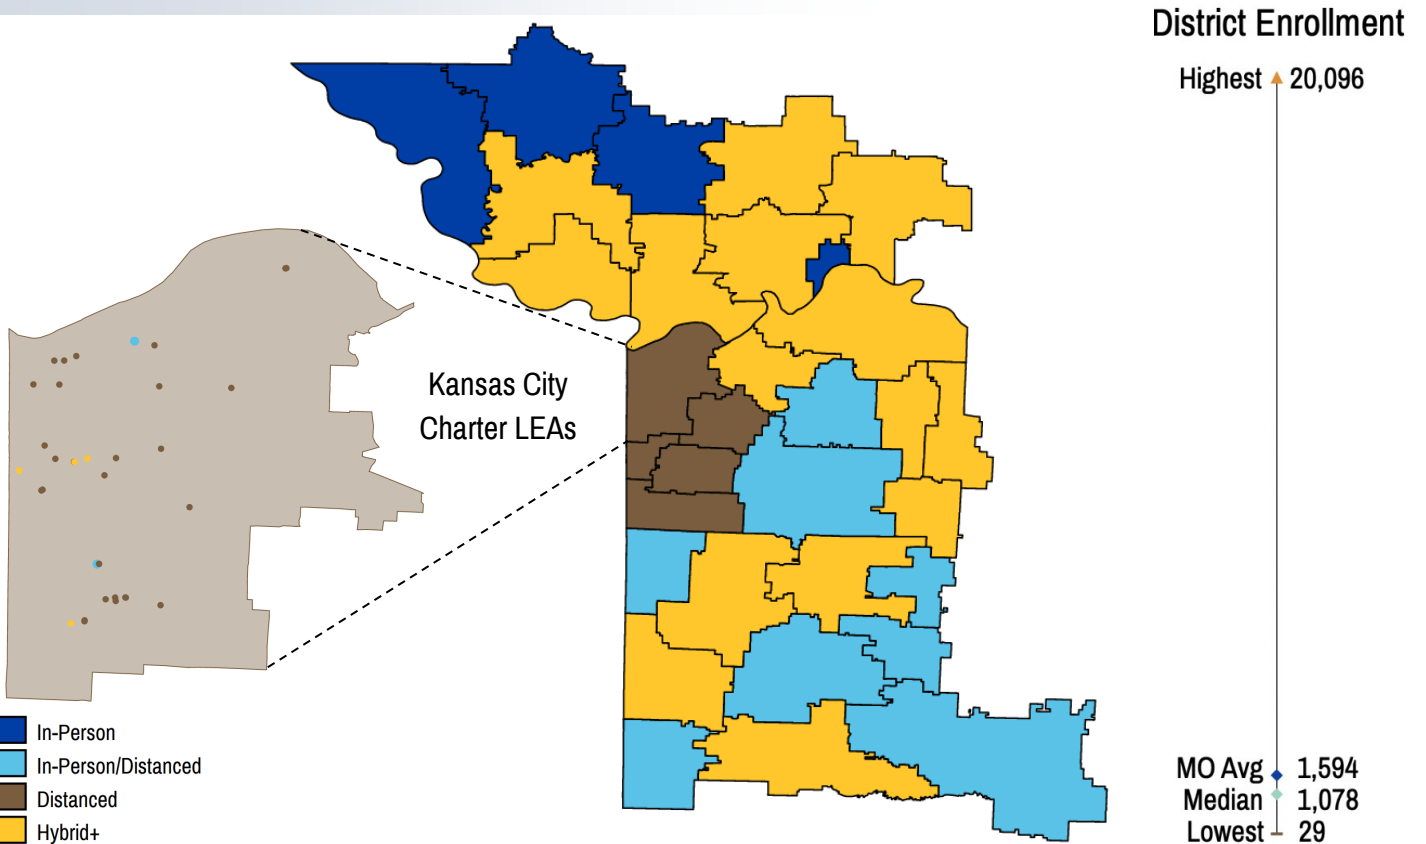 District Enrollment
Highest 20,096
Kansas City
Charter LEAs
In-Person
In-Person/Distanced
Distanced
Hybrid+
MO Avg 1,594
Median 1,078
Lowest 29